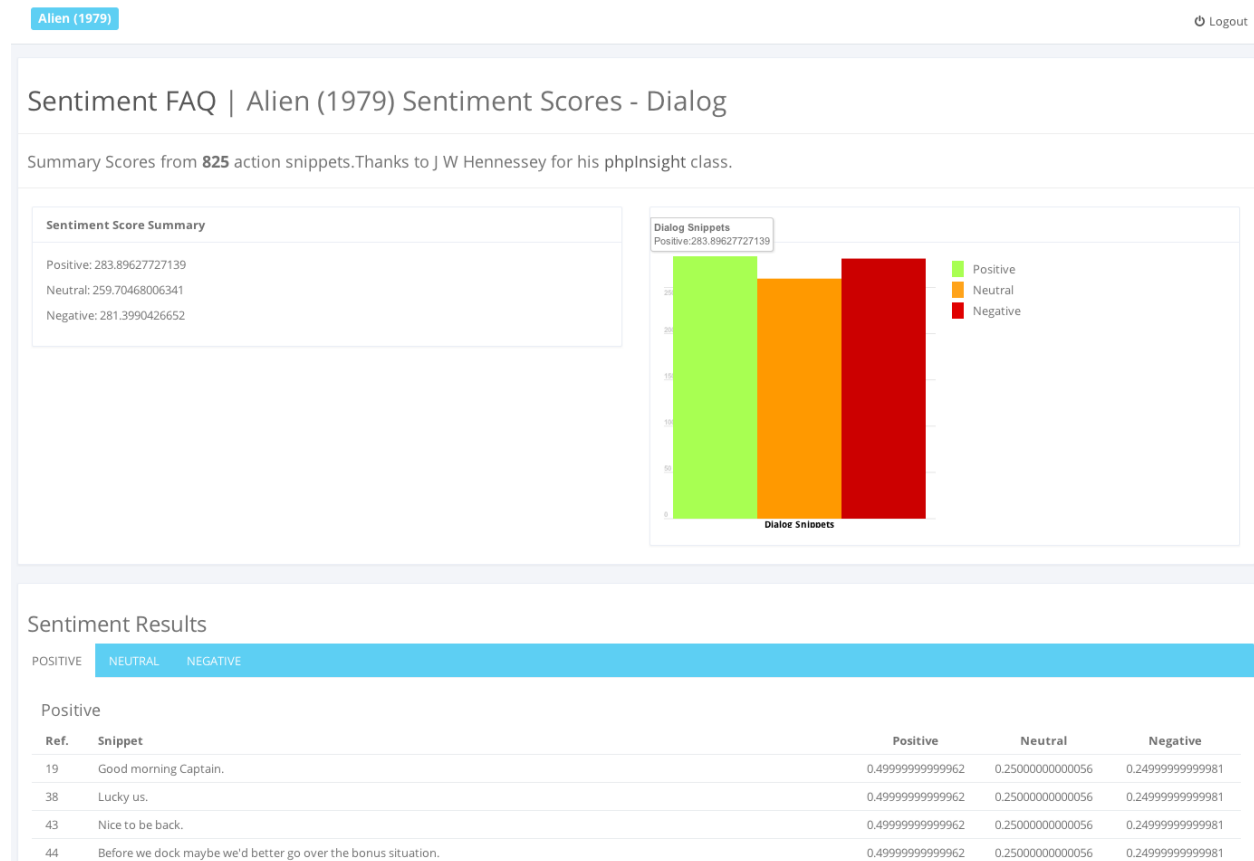 Alien (1979)
Logout
Sentiment FAQ | Alien (1979) Sentiment Scores - Dialog
Summary Scores from 825 action snippets.Thanks to J W Hennessey for his phpInsight class.
Sentiment Score Summary
Positive: 283.89627727139
Neutral: 259.70468006341
Negative: 281.3990426652
Dialog Snippets
Positive:283.89627727139
Positive
Neutral
Negative
200
150
100
50
0
Dialog Snippets
Sentiment Results
POSITIVE NEUTRAL NEGATIVE
Positive
Ref. Snippet Positive Neutral Negative
19 Good morning Captain. 0.49999999999962 0.25000000000056 0.24999999999981
38 Lucky us. 0.49999999999962 0.25000000000056 0.24999999999981
43 Nice to be back. 0.49999999999962 0.25000000000056 0.24999999999981
44 Before we dock maybe we'd better go over the bonus situation. 0.49999999999962 0.25000000000056 0.24999999999981